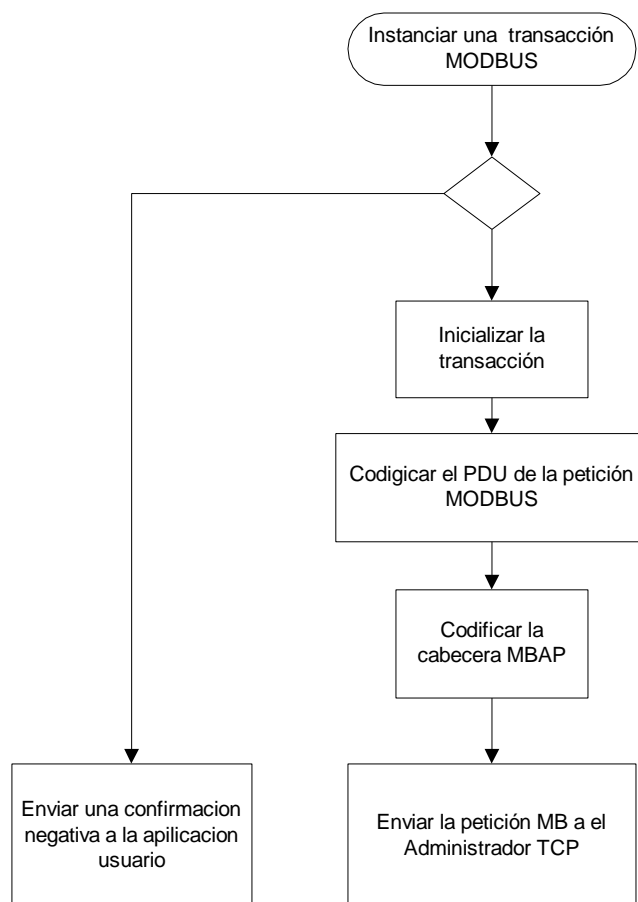 Instanciar una transacción
MODBUS
Inicializar la
transacción
Codigicar el PDU de la petición
MODBUS
Codificar la
cabecera MBAP
Enviar una confirmacion
negativa a la apilicacion
usuario
Enviar la petición MB a el
Administrador TCP